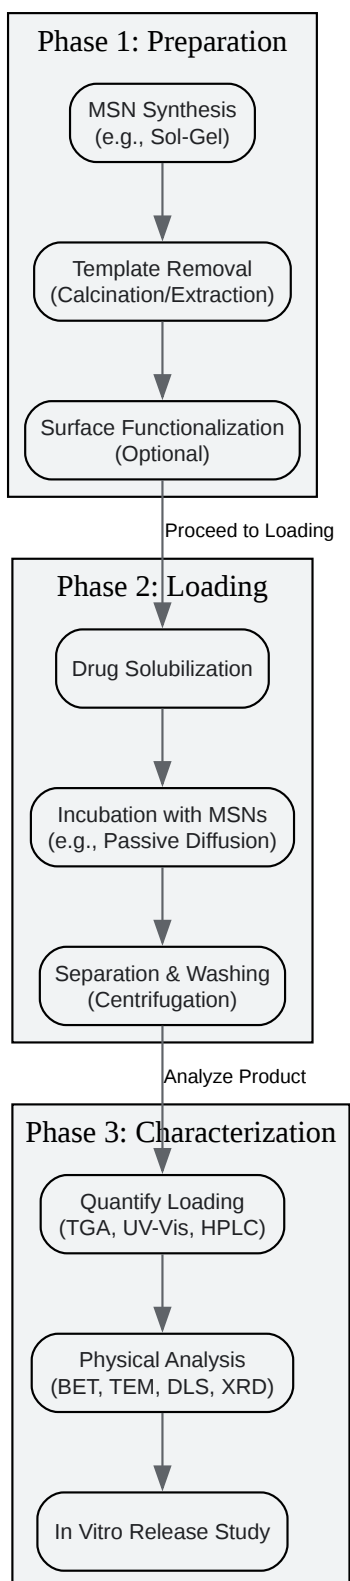 Phase 1: Preparation
MSN Synthesis
(e.g., Sol-Gel)
Template Removal
(Calcination/Extraction)
Surface Functionalization
(Optional)
Proceed to Loading
Phase 2: Loading
Drug Solubilization
Incubation with MSNs
(e.g., Passive Diffusion)
Separation & Washing
(Centrifugation)
Analyze Product
Phase 3: Characterization
Quantify Loading
(TGA, UV-Vis, HPLC)
Physical Analysis
(BET, TEM, DLS, XRD)
In Vitro Release Study